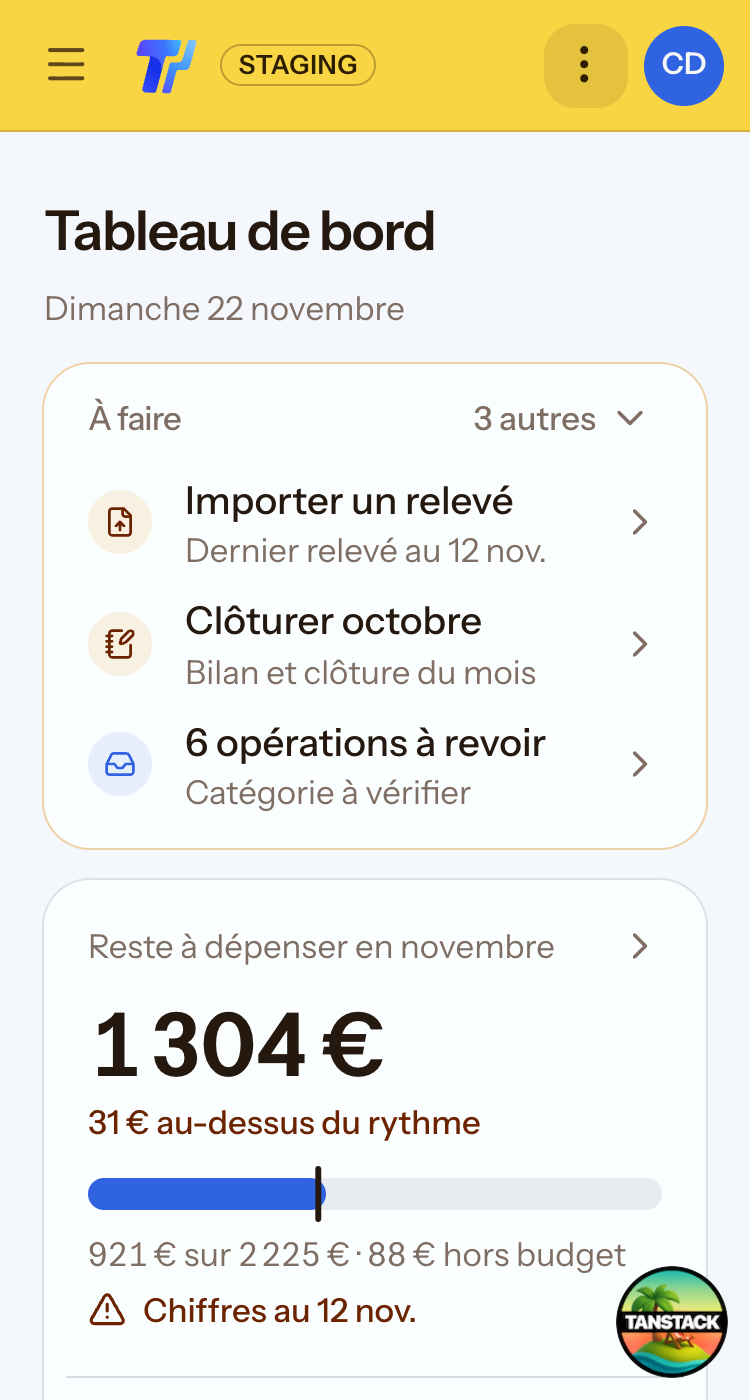 STAGING
CD
Tableau de bord
Dimanche 22 novembre
À faire
3 autres
Importer un relevé
Dernier relevé au 12 nov.
Clôturer octobre
Bilan et clôture du mois
6 opérations à revoir
Catégorie à vérifier
Reste à dépenser en novembre
1 304 €
31 € au-dessus du rythme
921 € sur 2 225 € · 88 € hors budget
Chiffres au 12 nov.
TANSTACK